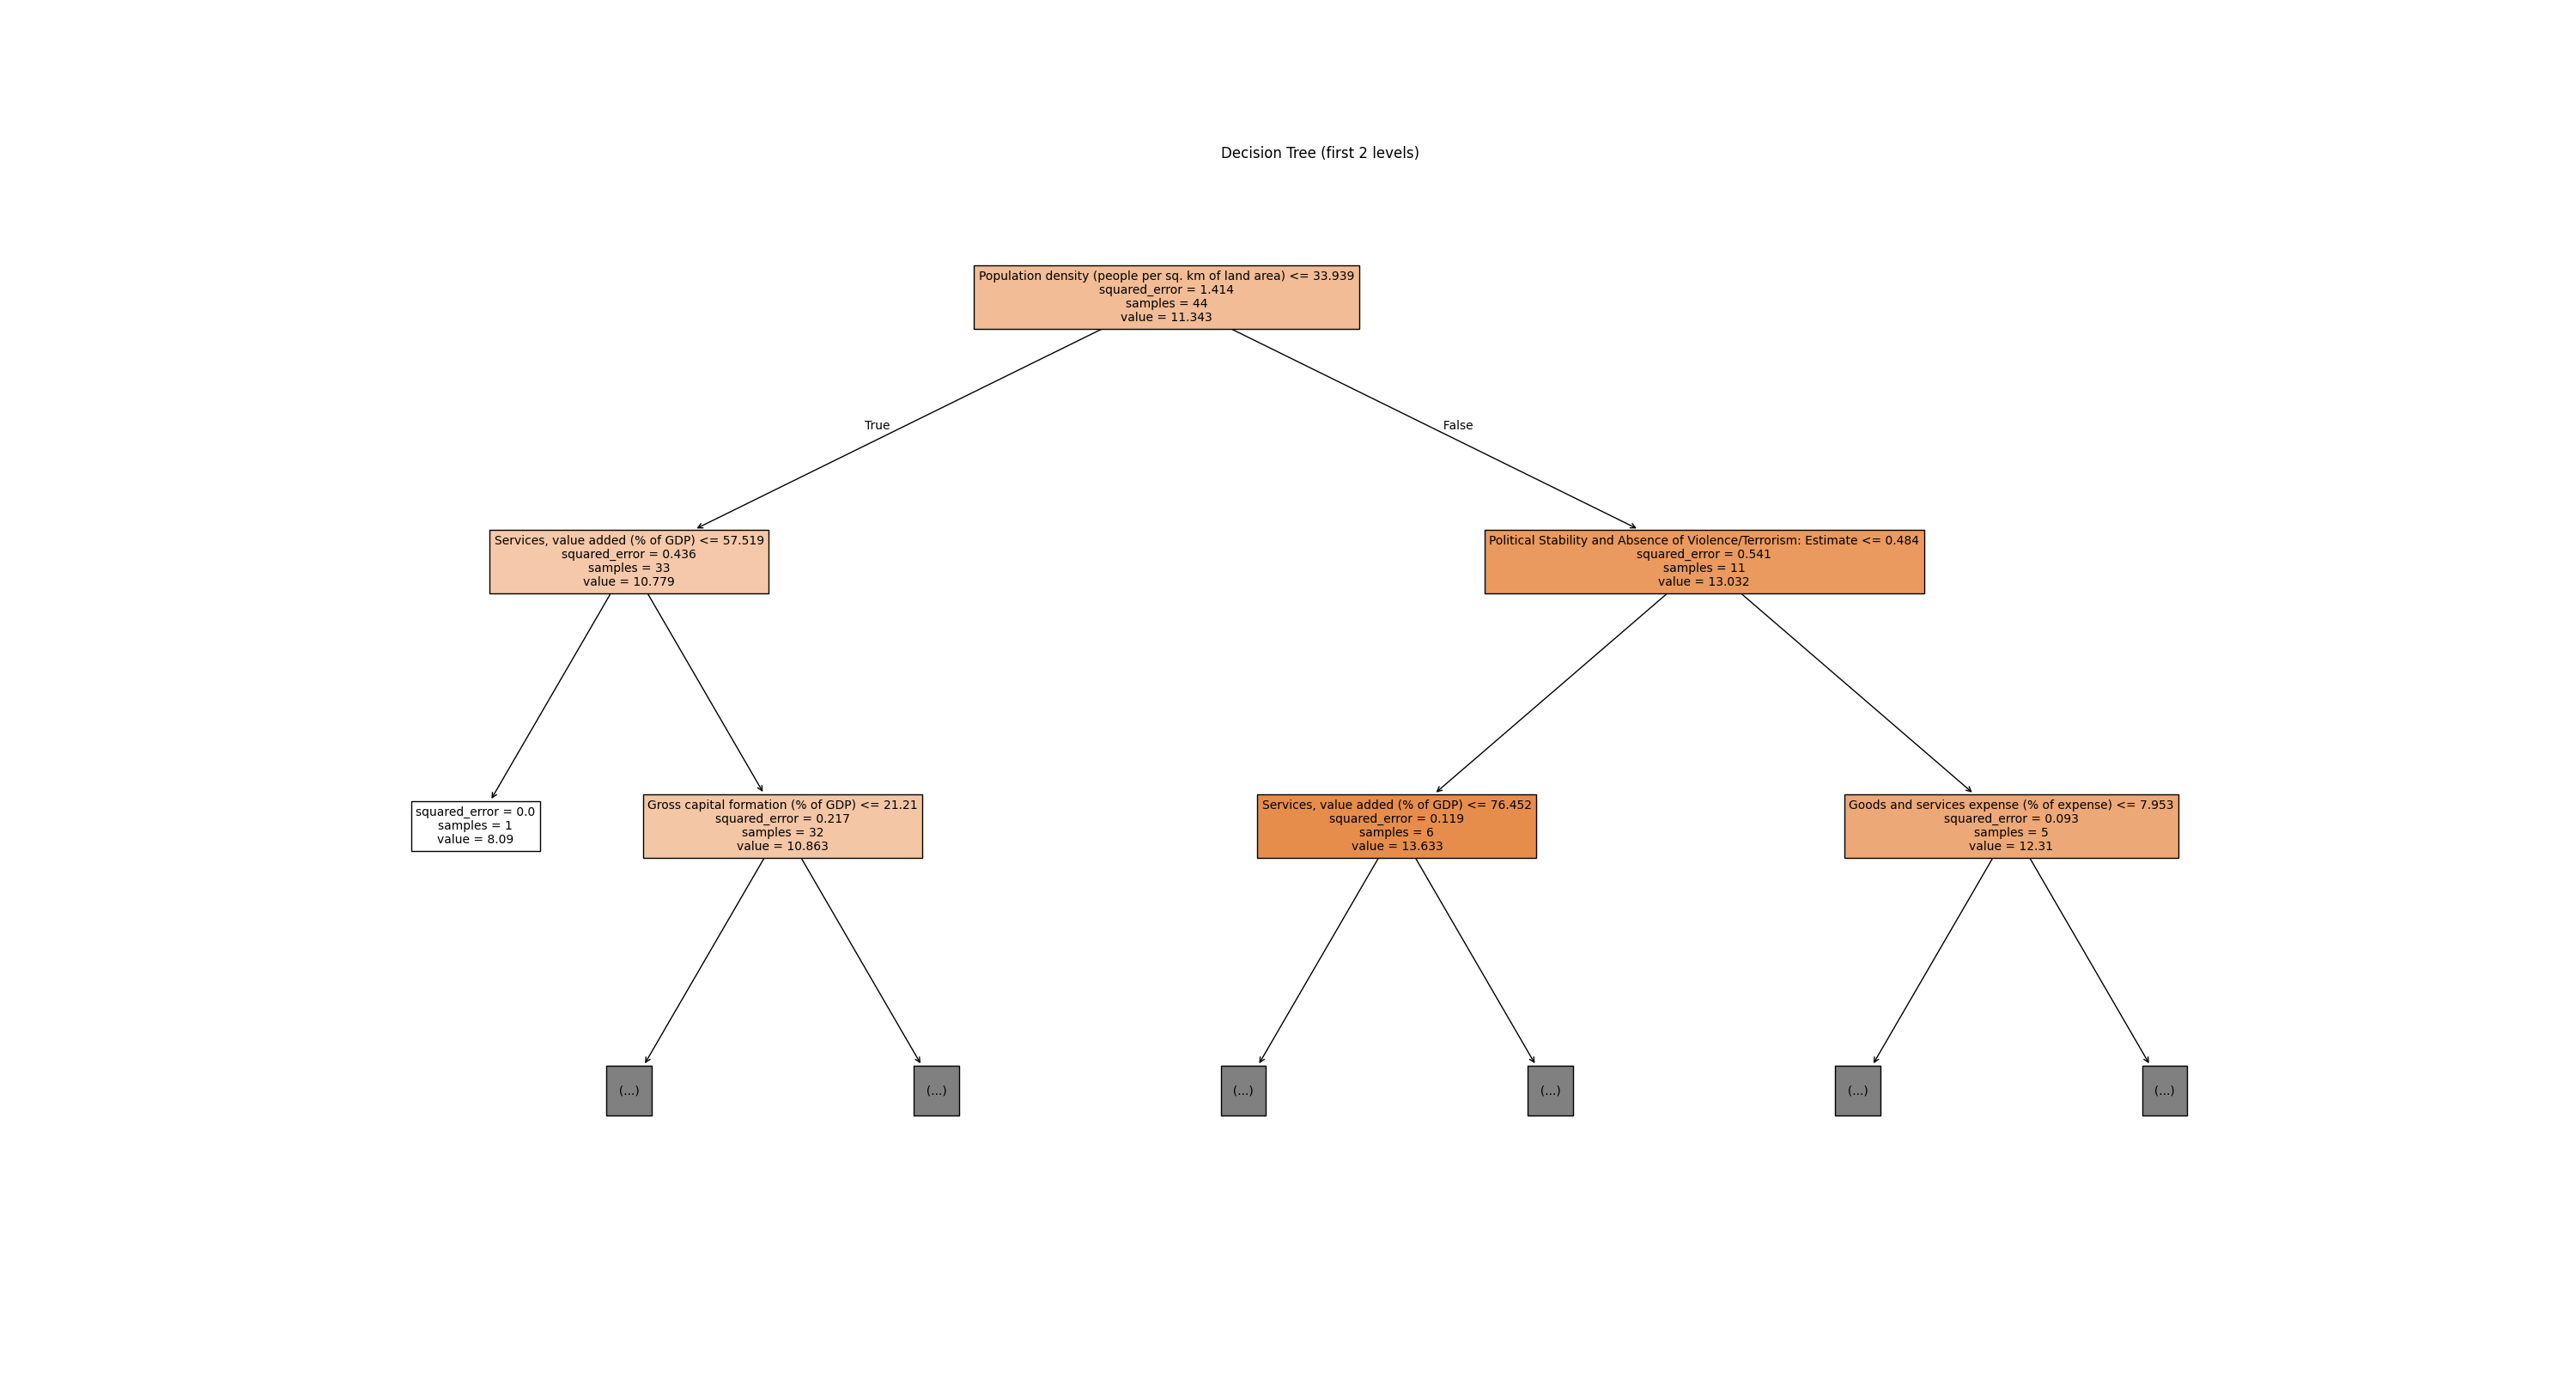 Decision Tree (first 2 levels)
Population density (people per sq. km of land area) <= 33.939
squared_error = 1.414
samples = 44
value = 11.343
True
False
Services, value added (% of GDP) <= 57.519
squared_error = 0.436
samples = 33
value = 10.779
Political Stability and Absence of Violence/Terrorism: Estimate <= 0.484
squared_error = 0.541
samples = 11
value = 13.032
squared_error = 0.0
samples = 1
value = 8.09
Gross capital formation (% of GDP) <= 21.21
squared_error = 0.217
samples = 32
value = 10.863
Services, value added (% of GDP) <= 76.452
squared_error = 0.119
samples = 6
value = 13.633
Goods and services expense (% of expense) <= 7.953
squared_error = 0.093
samples = 5
value = 12.31
(...)
(...)
(...)
(...)
(...)
(...)